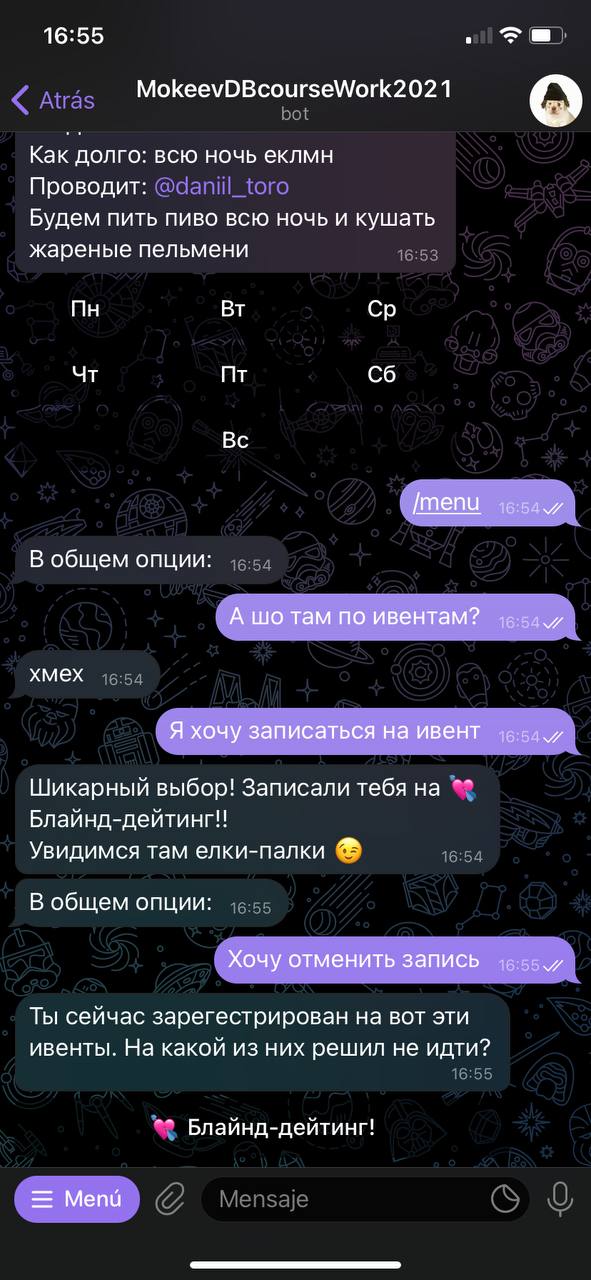 16:55
Atrás
MokeevDBcourseWork2021
bot
Как долго: всю ночь еклмн
Проводит: @daniil_toro
Будем пить пиво всю ночь и кушать
жареные пельмени 16:53
Пн Вт Ср
Чт Пт Сб
Вс
/menu 16:54
В общем опции: 16:54
А шо там по ивентам? 16:54
хмех 16:54
Я хочу записаться на ивент 16:54
Шикарный выбор! Записали тебя на 💘
Блайнд-дейтинг!!
Увидимся там елки-палки 😉 16:54
В общем опции: 16:55
Хочу отменить запись 16:55
Ты сейчас зарегестрирован на вот эти
ивенты. На какой из них решил не идти?
16:55
💘 Блайнд-дейтинг!
Menú Mensaje